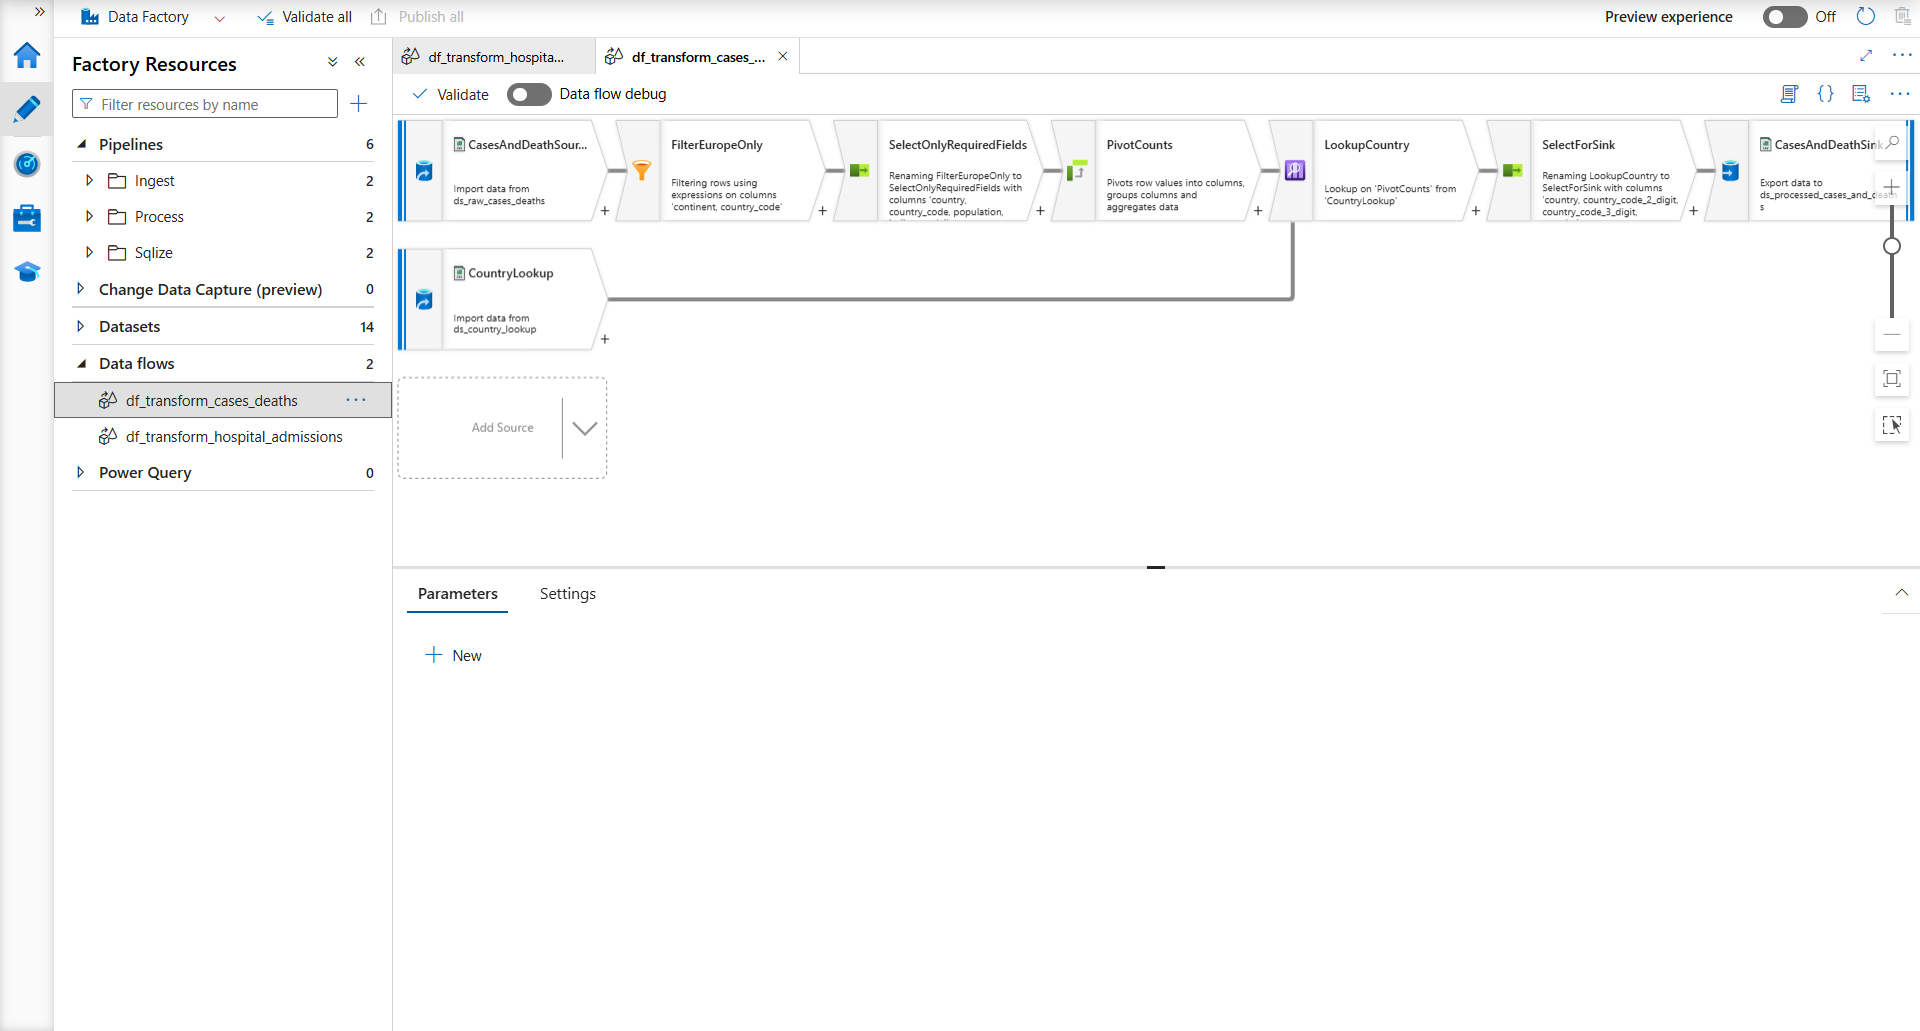 Data Factory
Validate all
Publish all
Preview experience
Off
Factory Resources
Filter resources by name
Pipelines 6
Ingest 2
Process 2
Sqlize 2
Change Data Capture (preview) 0
Datasets 14
Data flows 2
df_transform_cases_deaths
df_transform_hospital_admissions
Power Query 0
df_transform_hospita...
df_transform_cases_...
Validate
Data flow debug
CasesAndDeathSour...
Import data from
ds_raw_cases_deaths
FilterEuropeOnly
Filtering rows using
expressions on columns
'continent, country_code'
SelectOnlyRequiredFields
Renaming FilterEuropeOnly to
SelectOnlyRequiredFields with
columns 'country,
country_code, population,
PivotCounts
Pivots row values into columns,
groups columns and
aggregates data
LookupCountry
Lookup on 'PivotCounts' from
'CountryLookup'
SelectForSink
Renaming LookupCountry to
SelectForSink with columns
'country, country_code_2_digit,
country_code_3_digit,
CasesAndDeathSink
Export data to
ds_processed_cases_and_death
s
CountryLookup
Import data from
ds_country_lookup
Add Source
Parameters
Settings
New